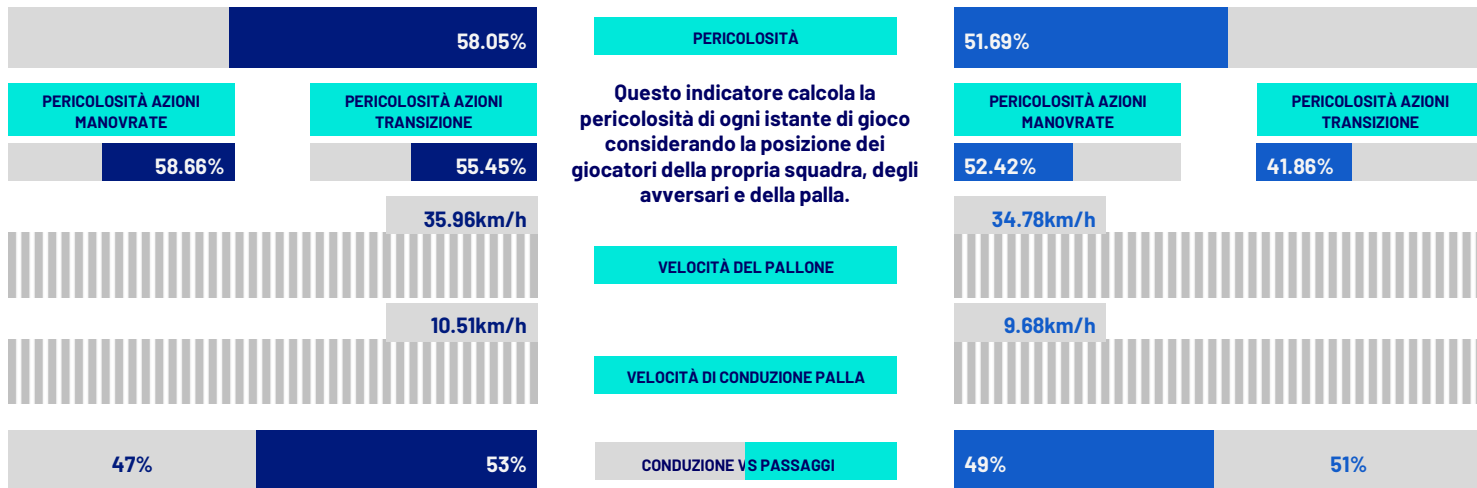 58.05%
PERICOLOSITÀ
51.69%
PERICOLOSITÀ AZIONI
MANOVRATE
PERICOLOSITÀ AZIONI
TRANSIZIONE
58.66%
55.45%
Questo indicatore calcola la
pericolosità di ogni istante di gioco
considerando la posizione dei
giocatori della propria squadra, degli
avversari e della palla.
PERICOLOSITÀ AZIONI
MANOVRATE
PERICOLOSITÀ AZIONI
TRANSIZIONE
52.42%
41.86%
35.96km/h
VELOCITÀ DEL PALLONE
34.78km/h
10.51km/h
VELOCITÀ DI CONDUZIONE PALLA
9.68km/h
47%
53%
CONDUZIONE VS PASSAGGI
49%
51%